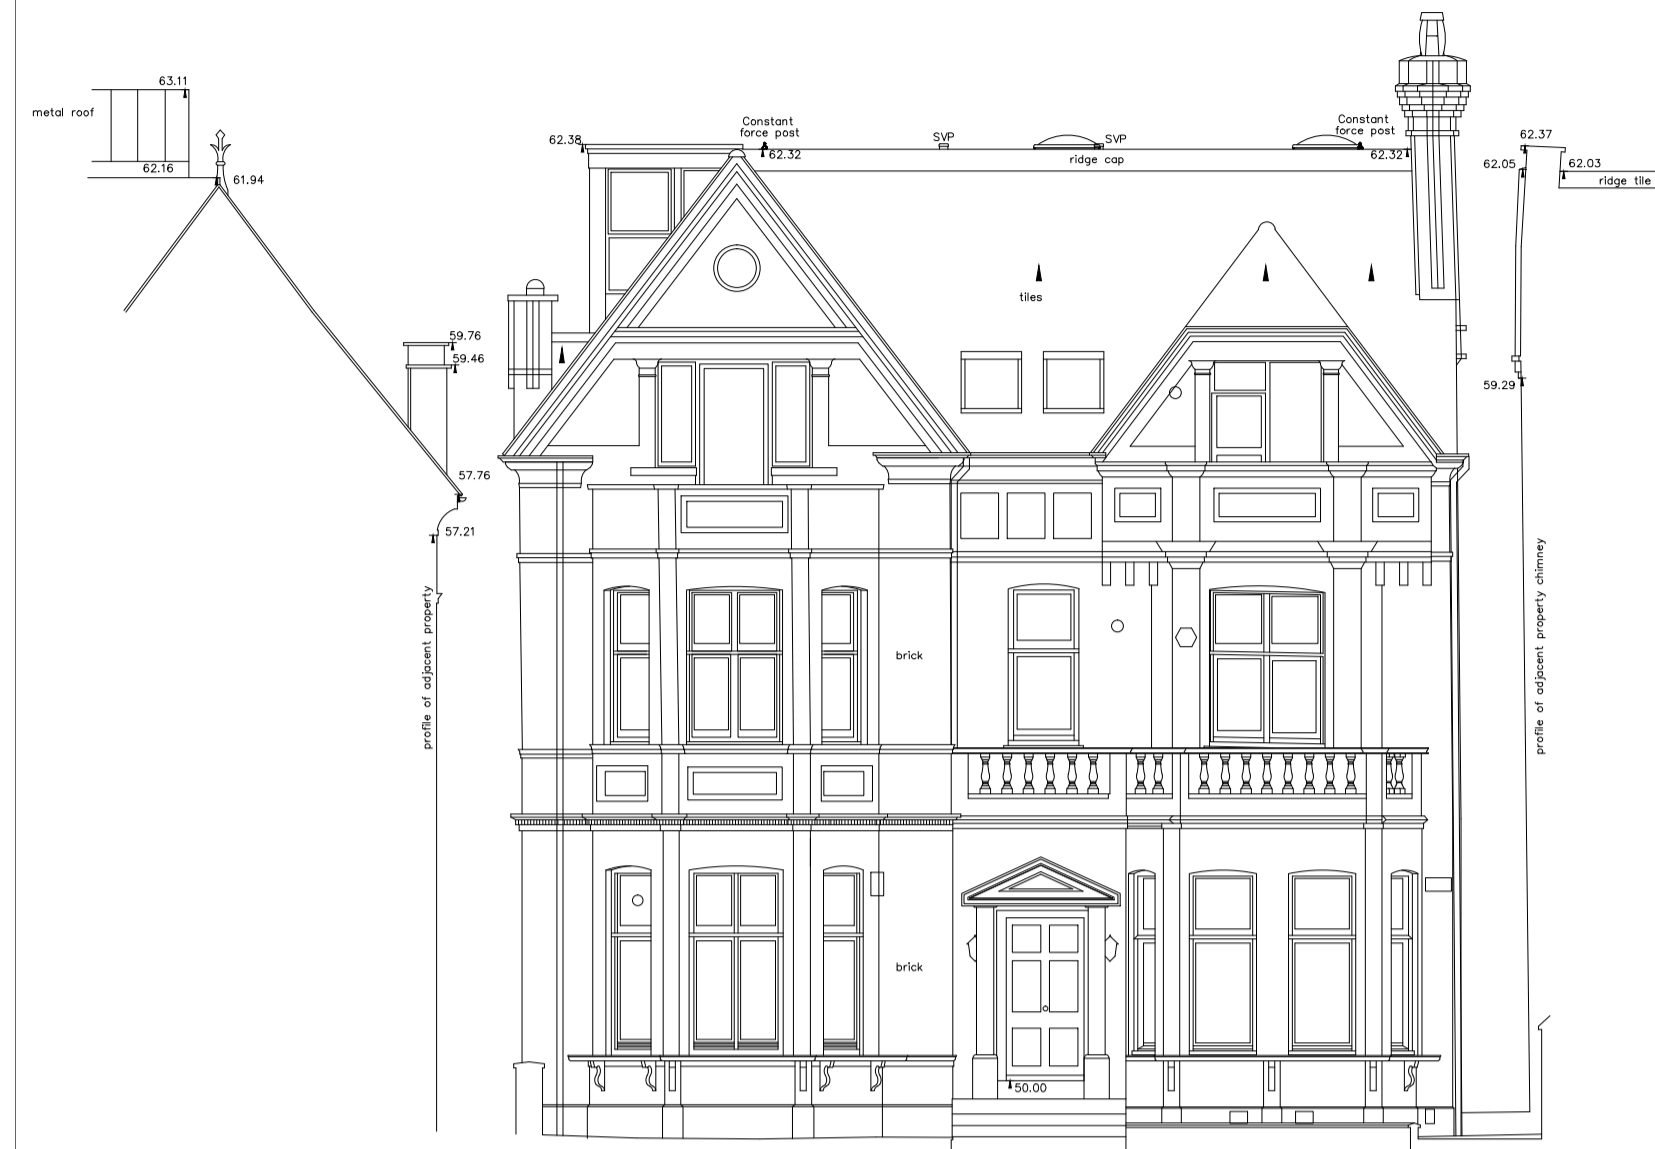 63.11
metal roof
62.16
61.94
59.76
59.46
57.76
57.21
profile of adjacent property
62.38
Constant
force post
62.32
SVP
SVP
ridge cap
Constant
force post
62.32
tiles
brick
brick
50.00
62.37
62.05
62.03
ridge tile
59.29
profile of adjacent property chimney